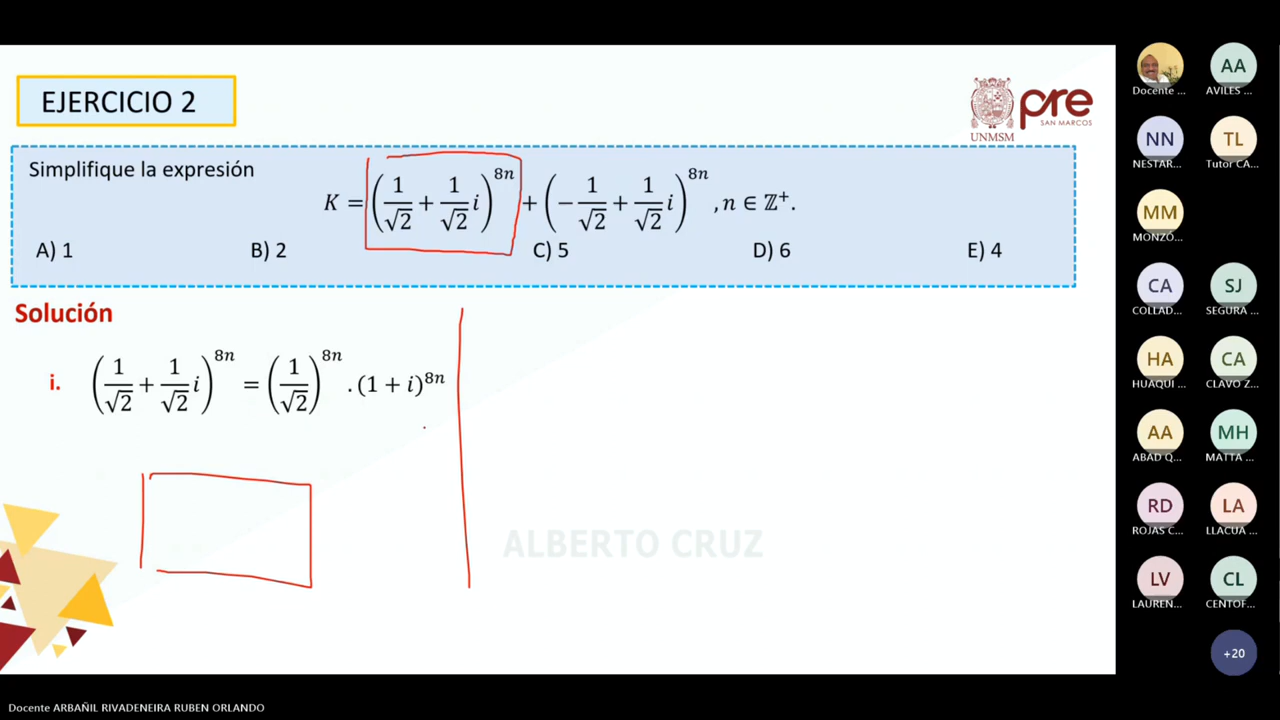 EJERCICIO 2
UNMSM
pre
SAN MARCOS
Simplifique la expresión
K = (1/√2 + 1/√2 i)^{8n} + (−1/√2 + 1/√2 i)^{8n}, n ∈ ℤ⁺.
A) 1 B) 2 C) 5 D) 6 E) 4
Solución
i. (1/√2 + 1/√2 i)^{8n} = (1/√2)^{8n} . (1 + i)^{8n}
ALBERTO CRUZ
Docente ...
AA
AVILES ...
NN
NESTAR...
TL
Tutor CA...
MM
MONZÓ...
CA
COLLAD...
SJ
SEGURA ...
HA
HUAQUI ...
CA
CLAVO Z...
AA
ABAD Q...
MH
MATTA ...
RD
ROJAS C...
LA
LLACUA ...
LV
LAUREN...
CL
CENTOF...
+20
Docente ARBAÑIL RIVADENEIRA RUBEN ORLANDO